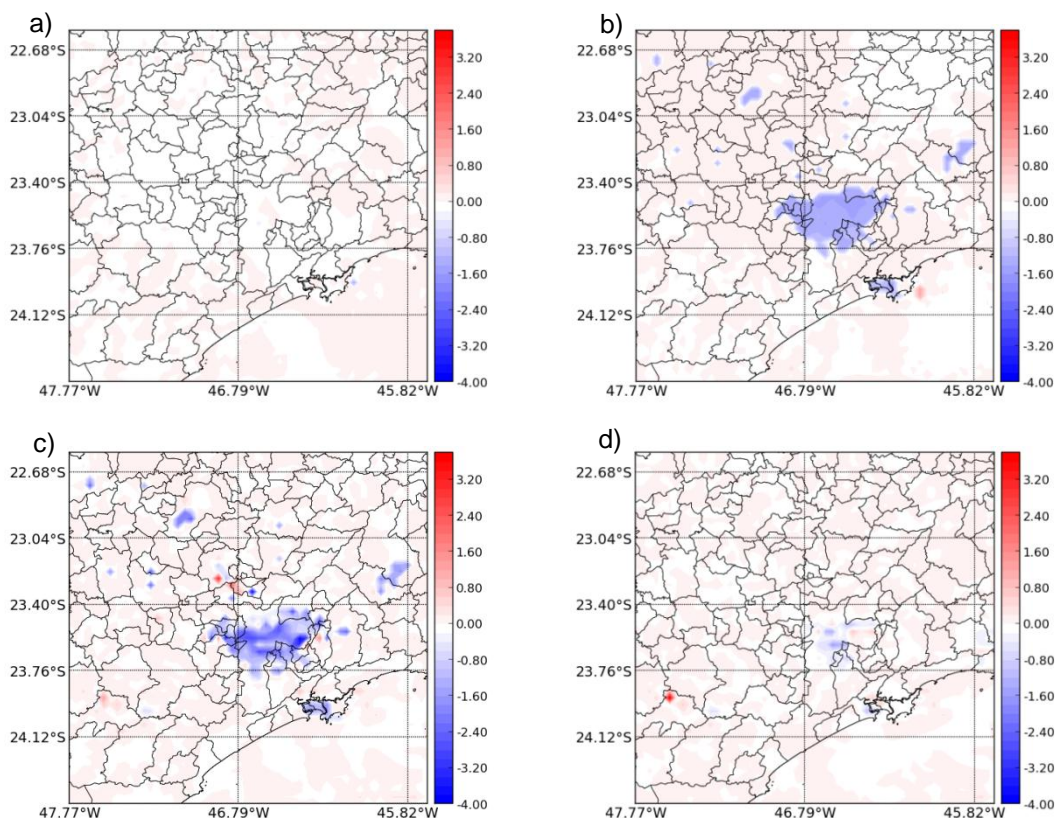 a)
22.68°S
23.04°S
23.40°S
23.76°S
24.12°S
47.77°W
46.79°W
45.82°W
3.20
2.40
1.60
0.80
0.00
-0.80
-1.60
-2.40
-3.20
-4.00
b)
22.68°S
23.04°S
23.40°S
23.76°S
24.12°S
47.77°W
46.79°W
45.82°W
3.20
2.40
1.60
0.80
0.00
-0.80
-1.60
-2.40
-3.20
-4.00
c)
22.68°S
23.04°S
23.40°S
23.76°S
24.12°S
47.77°W
46.79°W
45.82°W
3.20
2.40
1.60
0.80
0.00
-0.80
-1.60
-2.40
-3.20
-4.00
d)
22.68°S
23.04°S
23.40°S
23.76°S
24.12°S
47.77°W
46.79°W
45.82°W
3.20
2.40
1.60
0.80
0.00
-0.80
-1.60
-2.40
-3.20
-4.00